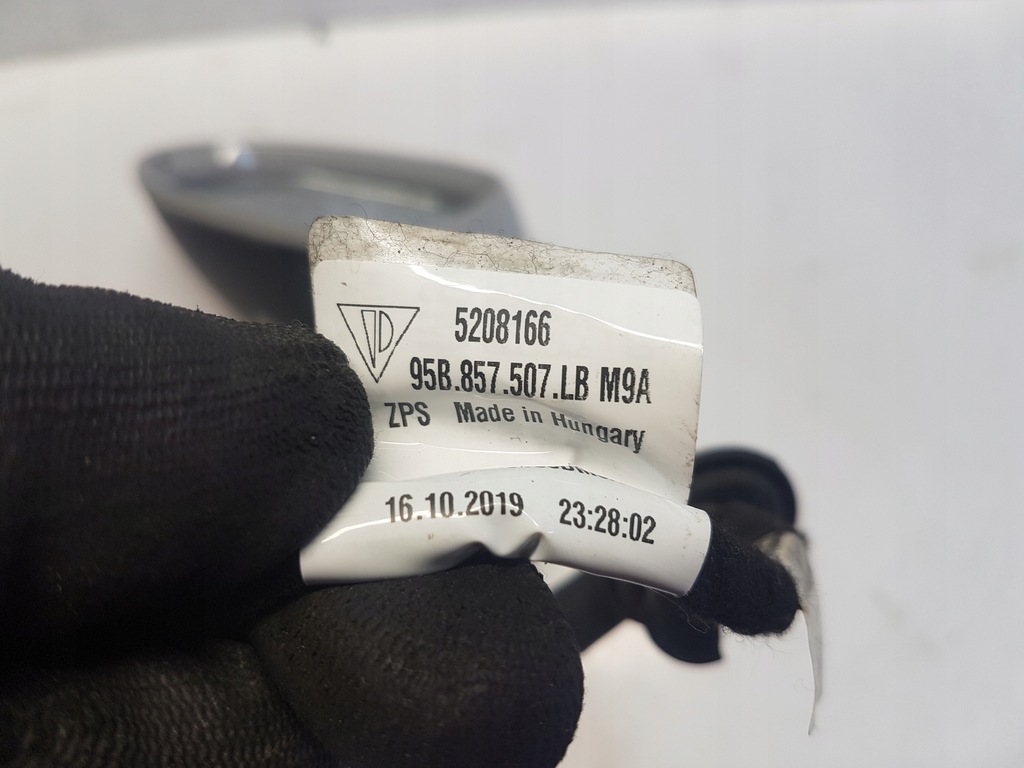 5208166
95B.857.507.LB M9A
ZPS Made in Hungary
16.10.2019 23:28:02